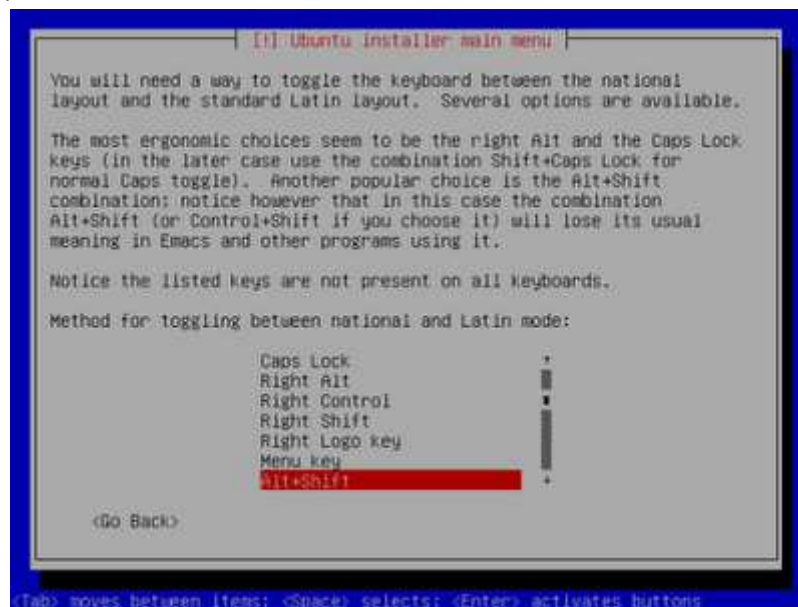 [!] Ubuntu installer main menu
You will need a way to toggle the keyboard between the national
layout and the standard Latin layout. Several options are available.
The most ergonomic choices seem to be the right Alt and the Caps Lock
keys (in the later case use the combination Shift+Caps Lock for
normal Caps toggle). Another popular choice is the Alt+Shift
combination; notice however that in this case the combination
Alt+Shift (or Control+Shift if you choose it) will lose its usual
meaning in Emacs and other programs using it.
Notice the listed keys are not present on all keyboards.
Method for toggling between national and Latin mode:
Caps Lock
Right Alt
Right Control
Right Shift
Right Logo key
Menu key
Alt+Shift
<Go Back>
<Tab> moves between items; <Space> selects; <Enter> activates buttons